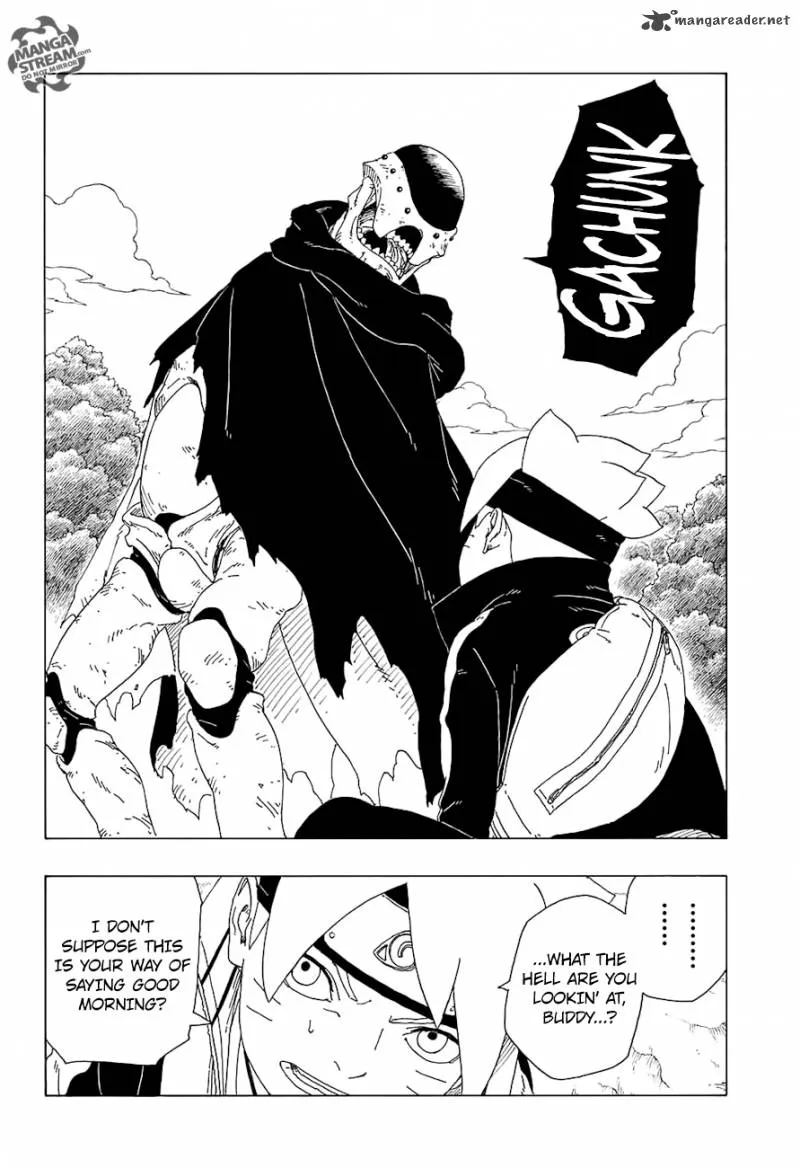 MANGA
STREAM.COM
DO NOT MIRROR
mangareader.net
GACHUNK
.........
...WHAT THE
HELL ARE YOU
LOOKIN' AT,
BUDDY...?
I DON'T
SUPPOSE THIS
IS YOUR WAY OF
SAYING GOOD
MORNING?